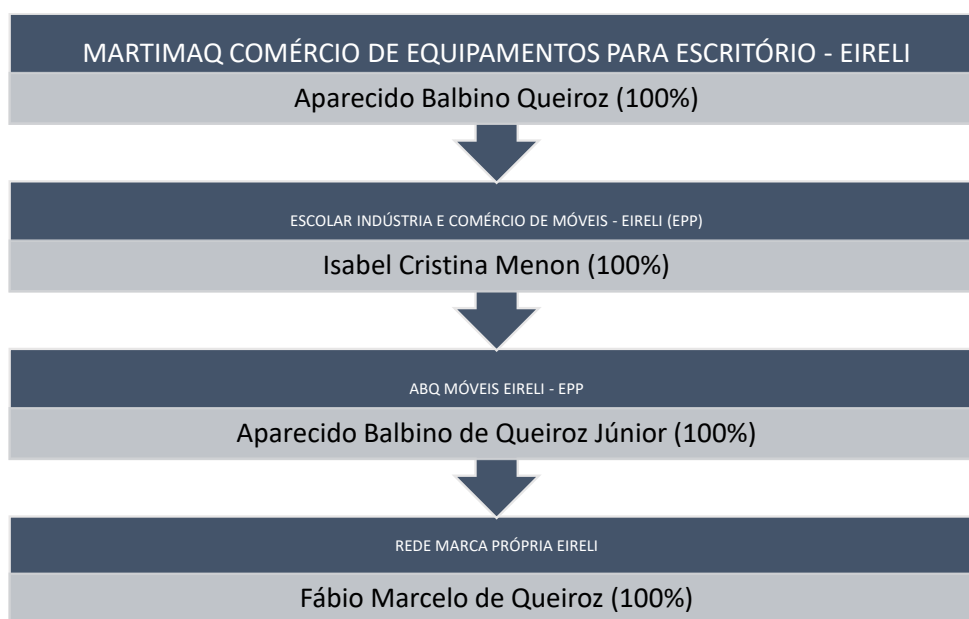 MARTIMAQ COMÉRCIO DE EQUIPAMENTOS PARA ESCRITÓRIO - EIRELI
Aparecido Balbino Queiroz (100%)
ESCOLAR INDÚSTRIA E COMÉRCIO DE MÓVEIS - EIRELI (EPP)
Isabel Cristina Menon (100%)
ABQ MÓVEIS EIRELI - EPP
Aparecido Balbino de Queiroz Júnior (100%)
REDE MARCA PRÓPRIA EIRELI
Fábio Marcelo de Queiroz (100%)